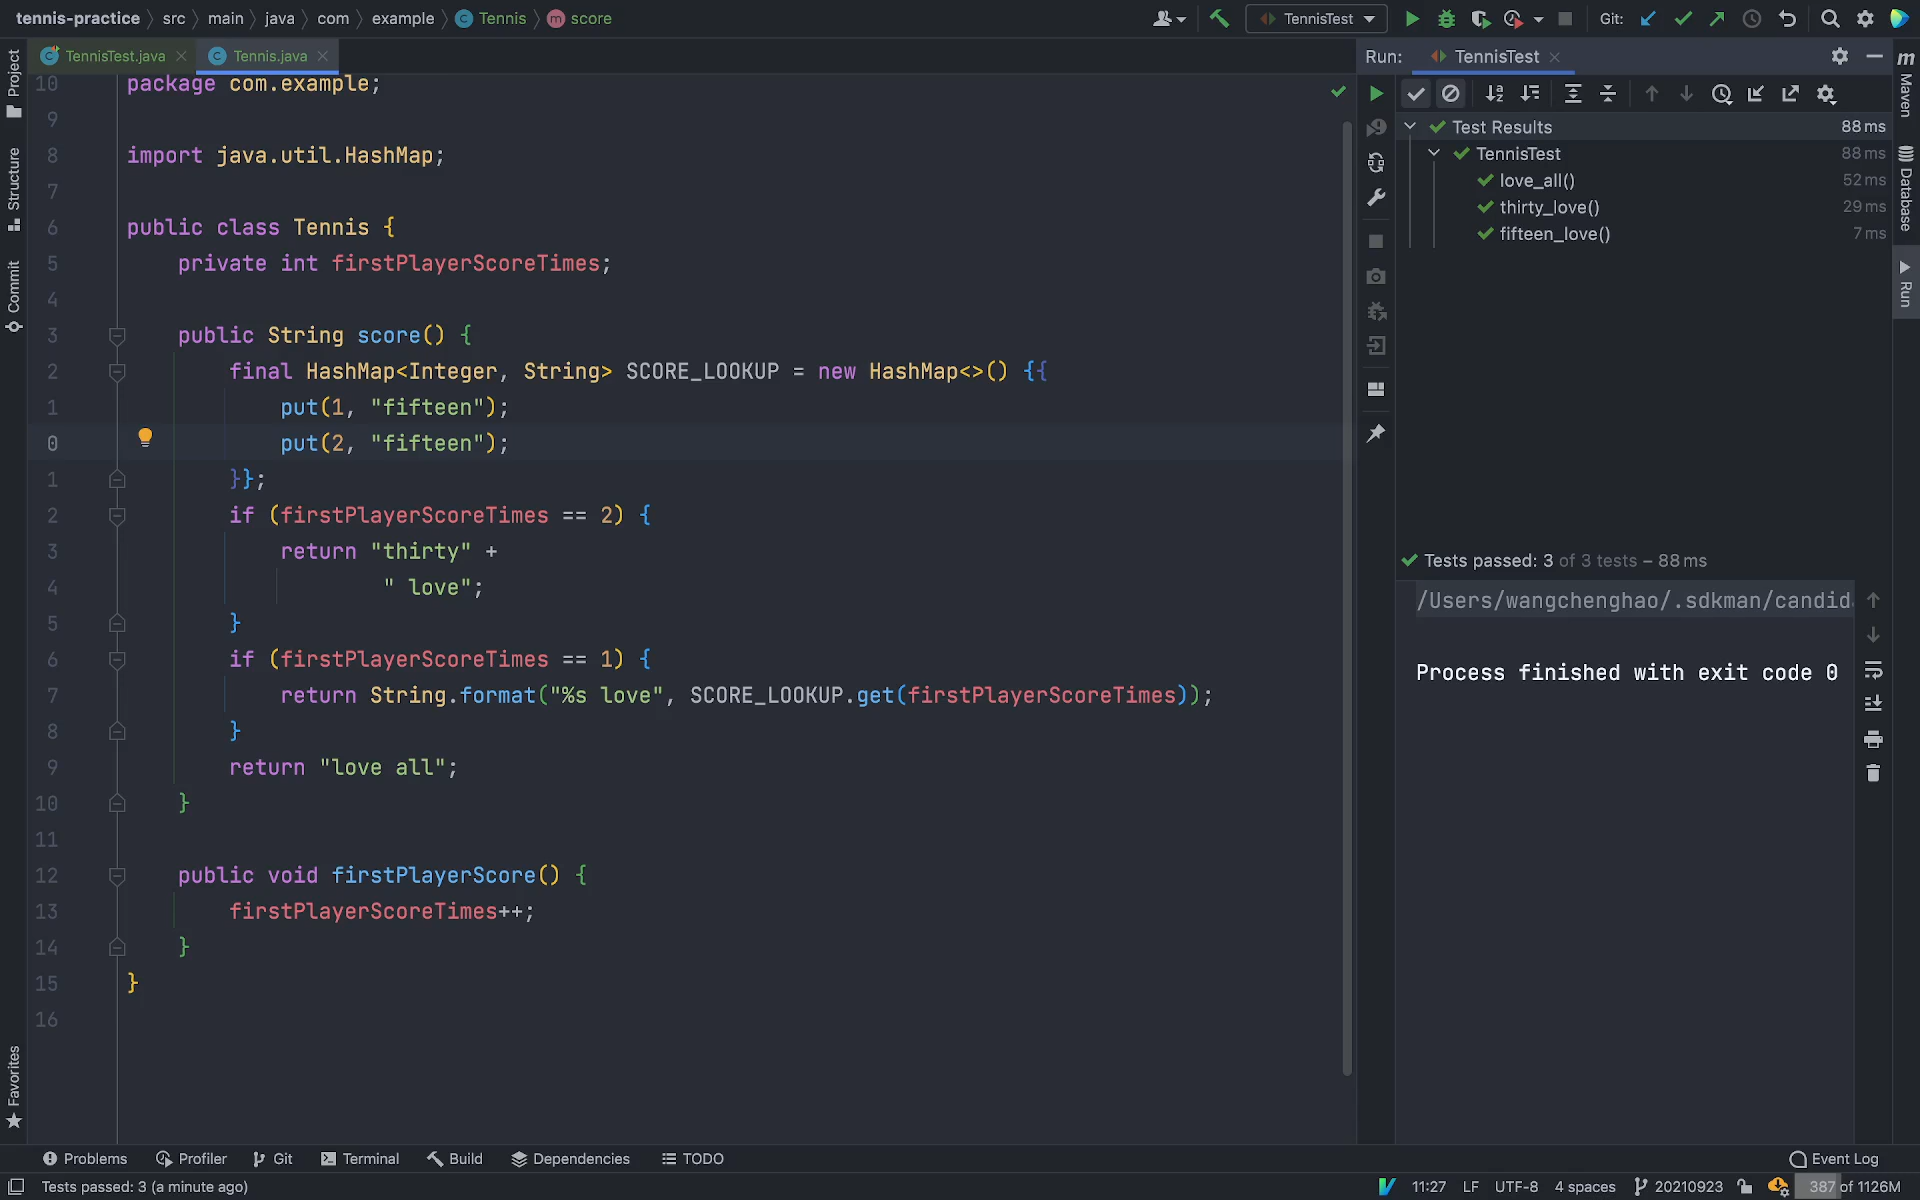 tennis-practice src main java com example Tennis score
TennisTest
Git:
TennisTest.java
Tennis.java
Run:
TennisTest
Project
Structure
Commit
Favorites
10 package com.example;
9
8 import java.util.HashMap;
7
6 public class Tennis {
5 private int firstPlayerScoreTimes;
4
3 public String score() {
2 final HashMap<Integer, String> SCORE_LOOKUP = new HashMap<>() {{
1 put(1, "fifteen");
0 put(2, "fifteen");
1 }};
2 if (firstPlayerScoreTimes == 2) {
3 return "thirty" +
4 " love";
5 }
6 if (firstPlayerScoreTimes == 1) {
7 return String.format("%s love", SCORE_LOOKUP.get(firstPlayerScoreTimes));
8 }
9 return "love all";
10 }
11
12 public void firstPlayerScore() {
13 firstPlayerScoreTimes++;
14 }
15 }
16
Test Results 88 ms
TennisTest 88 ms
love_all() 52 ms
thirty_love() 29 ms
fifteen_love() 7 ms
Tests passed: 3 of 3 tests – 88 ms
/Users/wangchenghao/.sdkman/candid
Process finished with exit code 0
Maven
Database
Run
Problems Profiler Git Terminal Build Dependencies TODO
Event Log
Tests passed: 3 (a minute ago)
11:27 LF UTF-8 4 spaces 20210923 387 of 1126M